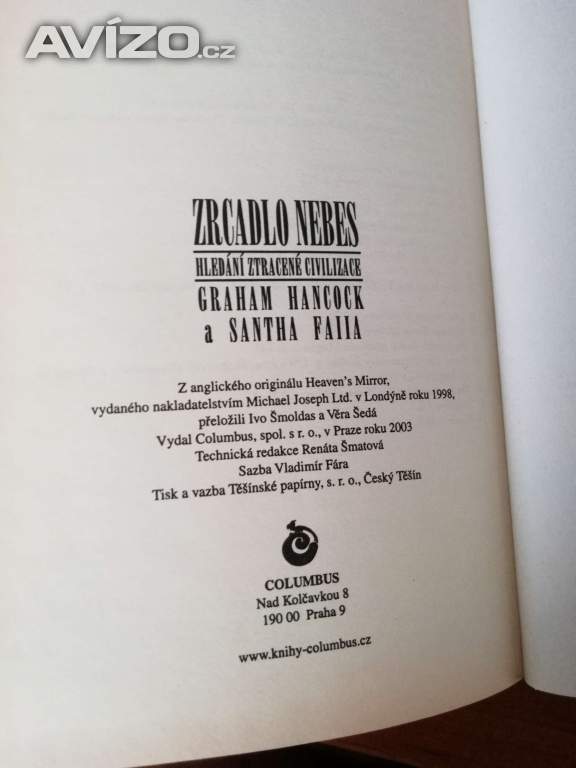 AVÍZO.cz
ZRCADLO NEBES
HLEDÁNÍ ZTRACENÉ CIVILIZACE
GRAHAM HANCOCK
a SANTHA FAIIA
Z anglického originálu Heaven's Mirror,
vydaného nakladatelstvím Michael Joseph Ltd. v Londýně roku 1998,
přeložili Ivo Šmoldas a Věra Šedá
Vydal Columbus, spol. s r. o., v Praze roku 2003
Technická redakce Renáta Šmatová
Sazba Vladimír Fára
Tisk a vazba Těšínské papírny, s. r. o., Český Těšín
COLUMBUS
Nad Kolčavkou 8
190 00 Praha 9
www.knihy-columbus.cz